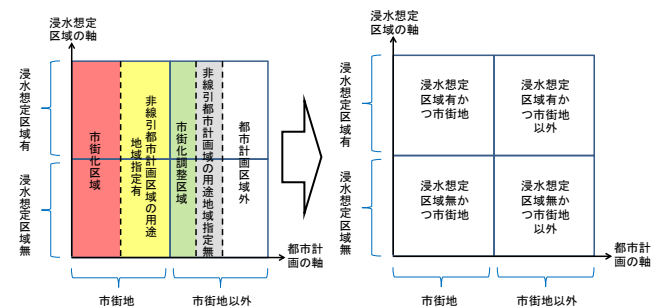 浸水想定
区域の軸
浸水想定区域有
浸水想定区域無
市街化区域
非線引都市計画区域の用途
地域指定有
市街化調整区域
非線引都市計画域の用途地域指定無
都市計画区域外
都市計
画の軸
市街地
市街地以外
浸水想定
区域の軸
浸水想定区域有
浸水想定区域無
浸水想定
区域有か
つ市街地
浸水想定
区域有か
つ市街地
以外
浸水想定
区域無か
つ市街地
浸水想定
区域無か
つ市街地
以外
都市計
画の軸
市街地
市街地以外